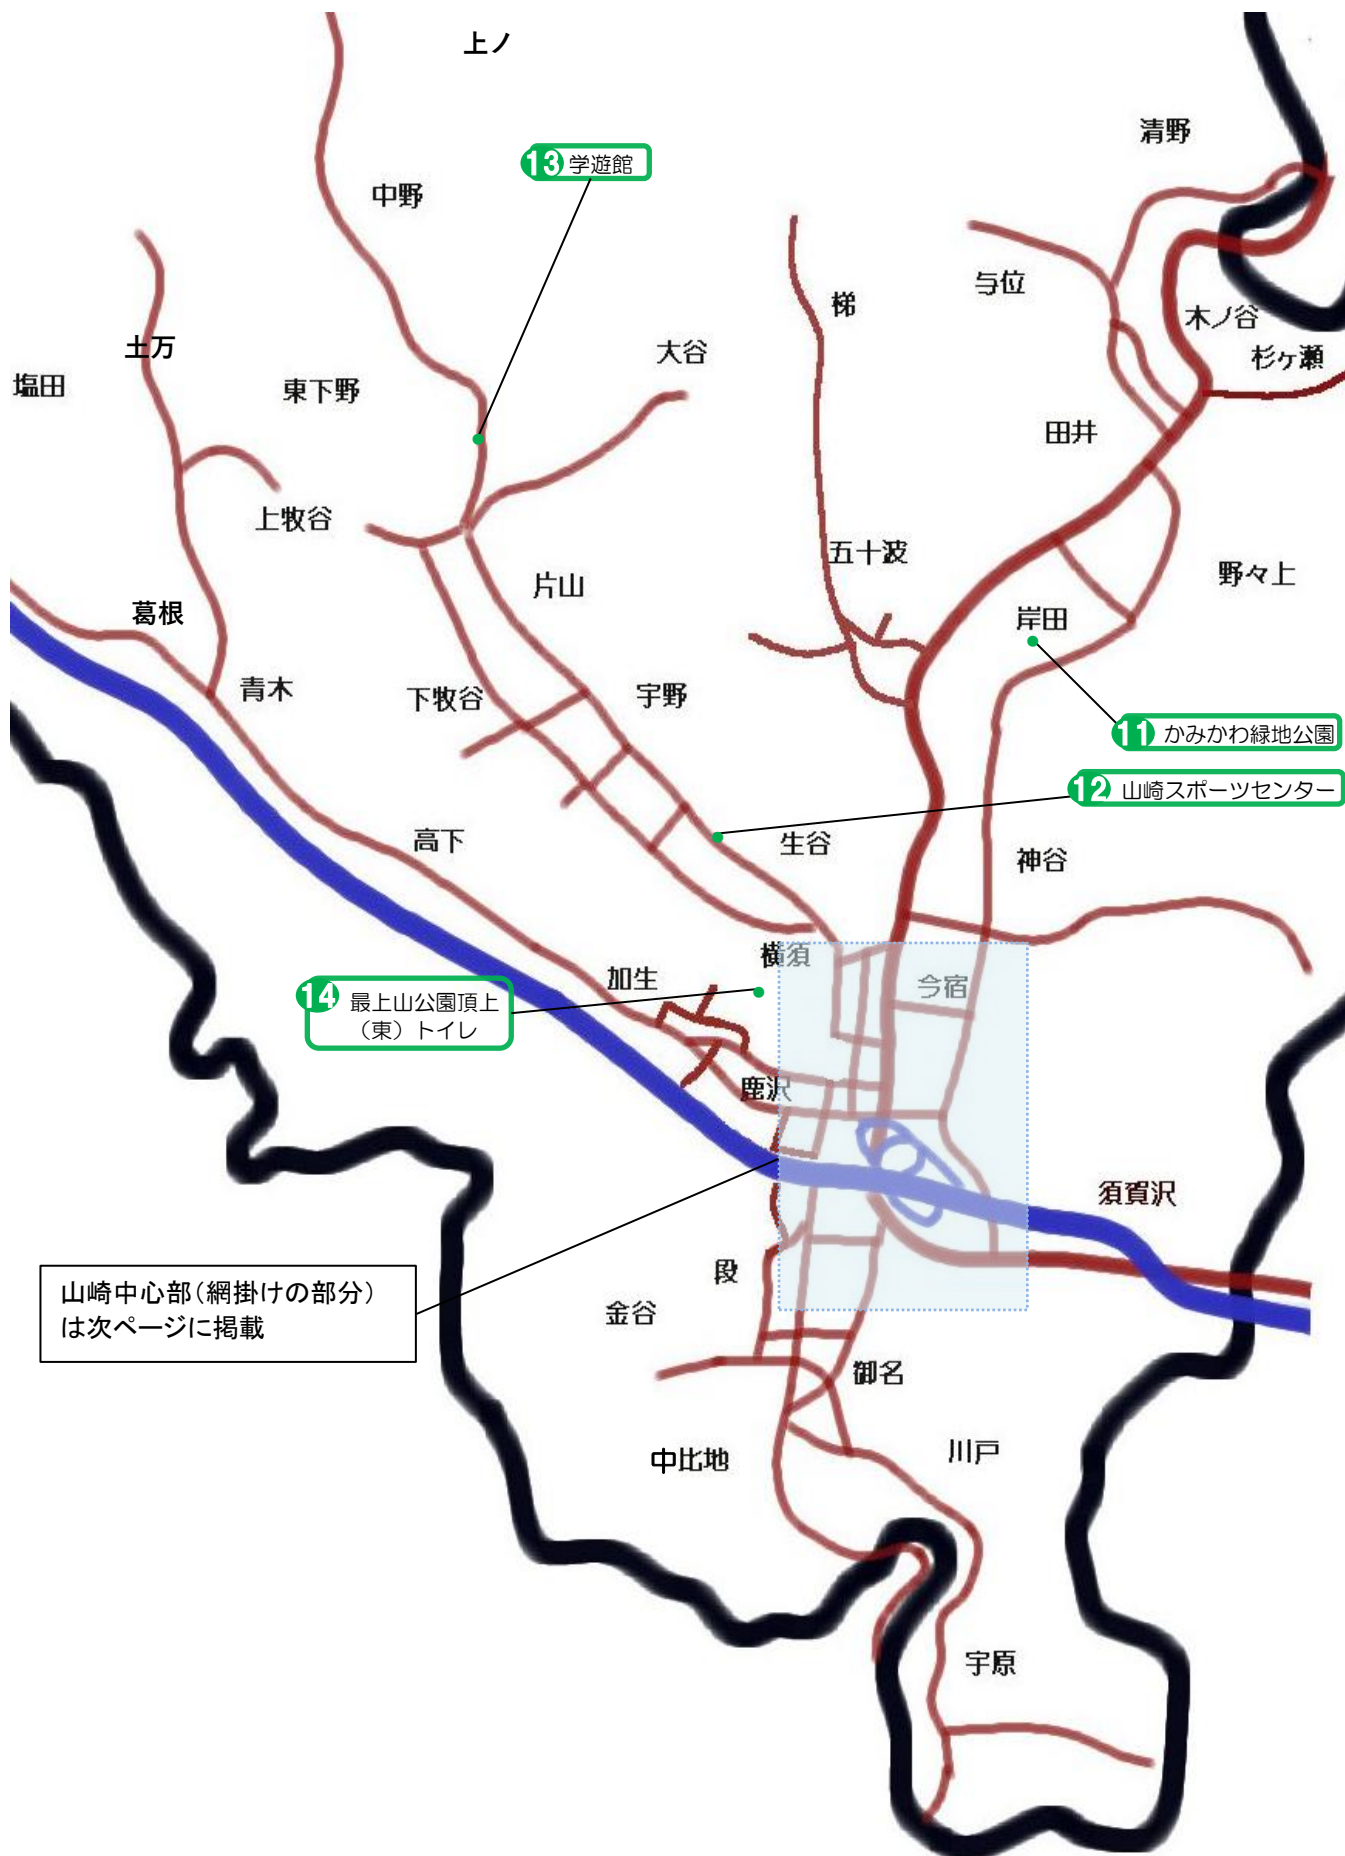 上ノ
清野
13 学遊館
中野
与位
梯
木ノ谷
土万
大谷
杉ヶ瀬
塩田
東下野
田井
上牧谷
五十波
野々上
片山
葛根
岸田
青木
下牧谷
宇野
11 かみかわ緑地公園
12 山崎スポーツセンター
高下
生谷
神谷
横須
加生
今宿
14 最上山公園頂上
（東）トイレ
鹿沢
須賀沢
段
山崎中心部（網掛けの部分）
は次ページに掲載
金谷
御名
中比地
川戸
宇原